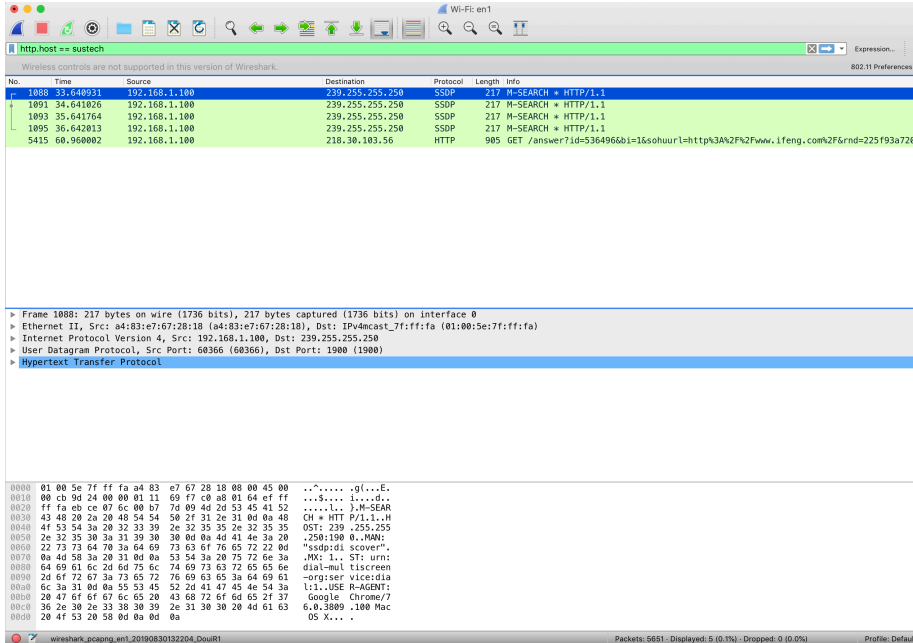 Wi-Fi: en1
http.host == sustech
Expression...
Wireless controls are not supported in this version of Wireshark.
802.11 Preferences
No. Time Source Destination Protocol Length Info
1088 33.640931 192.168.1.100 239.255.255.250 SSDP 217 M-SEARCH * HTTP/1.1
1091 34.641026 192.168.1.100 239.255.255.250 SSDP 217 M-SEARCH * HTTP/1.1
1093 35.641764 192.168.1.100 239.255.255.250 SSDP 217 M-SEARCH * HTTP/1.1
1095 36.642013 192.168.1.100 239.255.255.250 SSDP 217 M-SEARCH * HTTP/1.1
5415 60.960002 192.168.1.100 218.30.103.56 HTTP 905 GET /answer?id=536496&bi=1&sohuurl=http%3A%2F%2Fwww.ifeng.com%2F&rnd=225f93a720
Frame 1088: 217 bytes on wire (1736 bits), 217 bytes captured (1736 bits) on interface 0
Ethernet II, Src: a4:83:e7:67:28:18 (a4:83:e7:67:28:18), Dst: IPv4mcast_7f:ff:fa (01:00:5e:7f:ff:fa)
Internet Protocol Version 4, Src: 192.168.1.100, Dst: 239.255.255.250
User Datagram Protocol, Src Port: 60366 (60366), Dst Port: 1900 (1900)
Hypertext Transfer Protocol
0000 01 00 5e 7f ff fa a4 83 e7 67 28 18 08 00 45 00 ..^..... .g(...E.
0010 00 cb 9d 24 00 00 01 11 69 f7 c0 a8 01 64 ef ff ...$.... i....d..
0020 ff fa eb ce 07 6c 00 b7 7d 09 4d 2d 53 45 41 52 .....l.. }.M-SEAR
0030 43 48 20 2a 20 48 54 54 50 2f 31 2e 31 0d 0a 48 CH * HTT P/1.1..H
0040 4f 53 54 3a 20 32 33 39 2e 32 35 35 2e 32 35 35 OST: 239 .255.255
0050 2e 32 35 30 3a 31 39 30 30 0d 0a 4d 41 4e 3a 20 .250:190 0..MAN:
0060 22 73 73 64 70 3a 64 69 73 63 6f 76 65 72 22 0d "ssdp:di scover".
0070 0a 4d 58 3a 20 31 0d 0a 53 54 3a 20 75 72 6e 3a .MX: 1.. ST: urn:
0080 64 69 61 6c 2d 6d 75 6c 74 69 73 63 72 65 65 6e dial-mul tiscreen
0090 2d 6f 72 67 3a 73 65 72 76 69 63 65 3a 64 69 61 -org:ser vice:dia
00a0 6c 3a 31 0d 0a 55 53 45 52 2d 41 47 45 4e 54 3a l:1..USE R-AGENT:
00b0 20 47 6f 6f 67 6c 65 20 43 68 72 6f 6d 65 2f 37 Google Chrome/7
00c0 36 2e 30 2e 33 38 30 39 2e 31 30 30 20 4d 61 63 6.0.3809 .100 Mac
00d0 20 4f 53 20 58 0d 0a 0d 0a OS X... .
wireshark_pcapng_en1_20190830132204_DouiR1
Packets: 5651 · Displayed: 5 (0.1%) · Dropped: 0 (0.0%)
Profile: Defaul